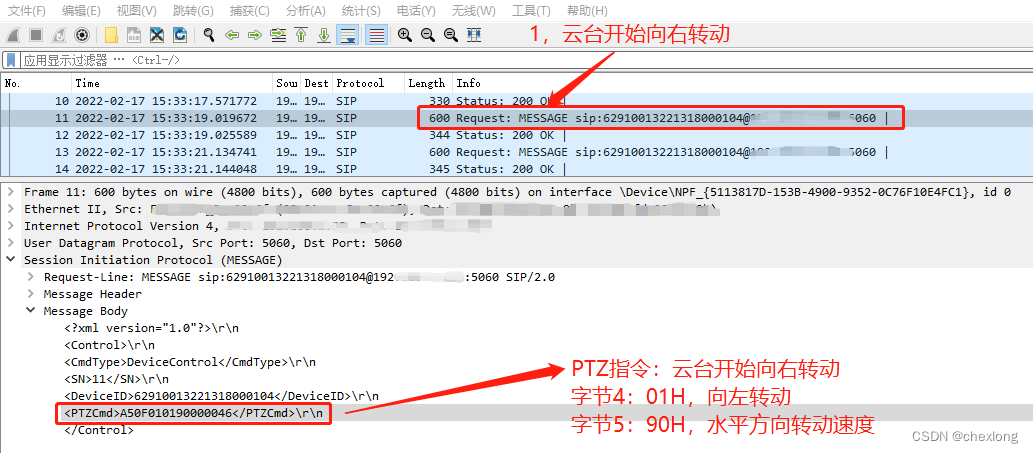 文件(F) 编辑(E) 视图(V) 跳转(G) 捕获(C) 分析(A) 统计(S) 电话(Y) 无线(W) 工具(T) 帮助(H)
1，云台开始向右转动
应用显示过滤器 … <Ctrl-/>
No. Time Sou Dest Protocol Length Info
10 2022-02-17 15:33:17.571772 19… 19… SIP 330 Status: 200 OK |
11 2022-02-17 15:33:19.019672 19… 19… SIP 600 Request: MESSAGE sip:62910013221318000104@19 5060 |
12 2022-02-17 15:33:19.025589 19… 19… SIP 344 Status: 200 OK |
13 2022-02-17 15:33:21.134741 19… 19… SIP 600 Request: MESSAGE sip:62910013221318000104@192 5060 |
14 2022-02-17 15:33:21.144048 19… 19… SIP 345 Status: 200 OK |
Frame 11: 600 bytes on wire (4800 bits), 600 bytes captured (4800 bits) on interface \Device\NPF_{5113817D-153B-4900-9352-0C76F10E4FC1}, id 0
Ethernet II, Src:
Internet Protocol Version 4,
User Datagram Protocol, Src Port: 5060, Dst Port: 5060
Session Initiation Protocol (MESSAGE)
Request-Line: MESSAGE sip:62910013221318000104@192 :5060 SIP/2.0
Message Header
Message Body
<?xml version="1.0"?>\r\n
<Control>\r\n
<CmdType>DeviceControl</CmdType>\r\n
<SN>11</SN>\r\n
<DeviceID>62910013221318000104</DeviceID>\r\n
<PTZCmd>A50F010190000046</PTZCmd>\r\n
</Control>
PTZ指令：云台开始向右转动
字节4：01H，向左转动
字节5：90H，水平方向转动速度
CSDN @chexlong